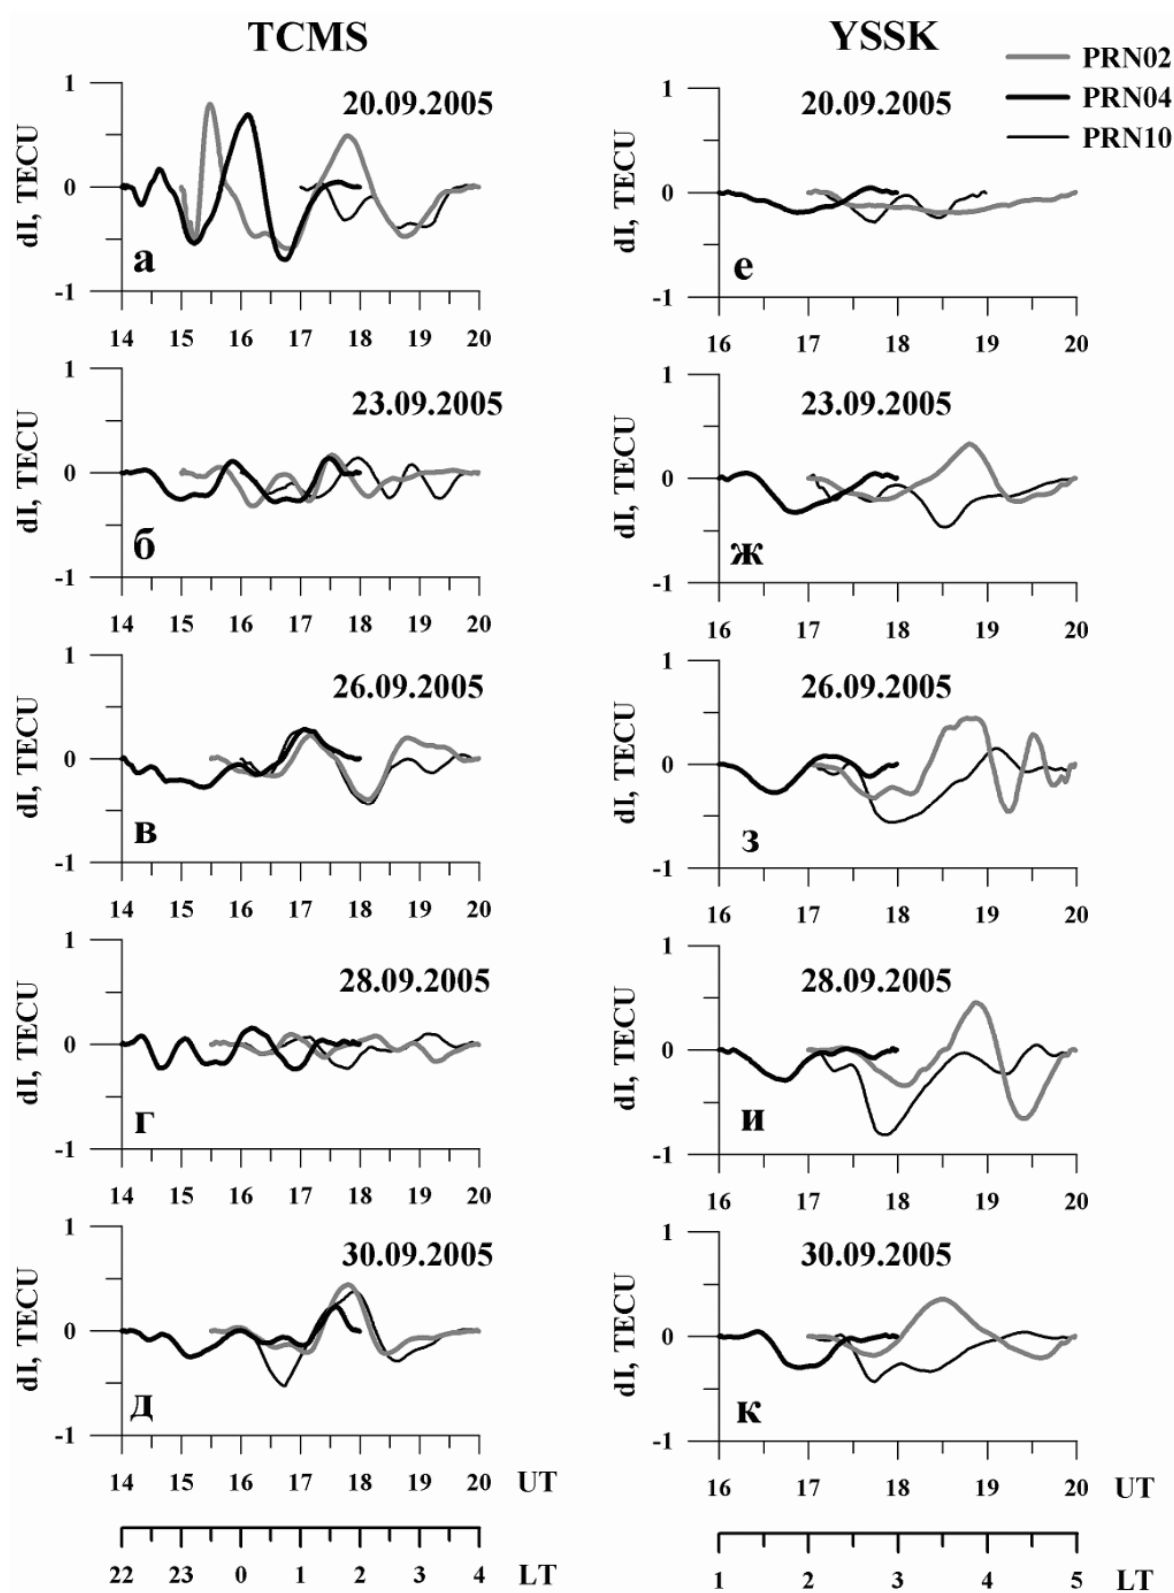 TCMS
YSSK
PRN02
PRN04
PRN10
1
0
-1
dI, TECU
20.09.2005
а
14 15 16 17 18 19 20
1
0
-1
dI, TECU
20.09.2005
е
16 17 18 19 20
1
0
-1
dI, TECU
23.09.2005
б
14 15 16 17 18 19 20
1
0
-1
dI, TECU
23.09.2005
ж
16 17 18 19 20
1
0
-1
dI, TECU
26.09.2005
в
14 15 16 17 18 19 20
1
0
-1
dI, TECU
26.09.2005
з
16 17 18 19 20
1
0
-1
dI, TECU
28.09.2005
г
14 15 16 17 18 19 20
1
0
-1
dI, TECU
28.09.2005
и
16 17 18 19 20
1
0
-1
dI, TECU
30.09.2005
д
14 15 16 17 18 19 20 UT
22 23 0 1 2 3 4 LT
1
0
-1
dI, TECU
30.09.2005
к
16 17 18 19 20 UT
1 2 3 4 5 LT